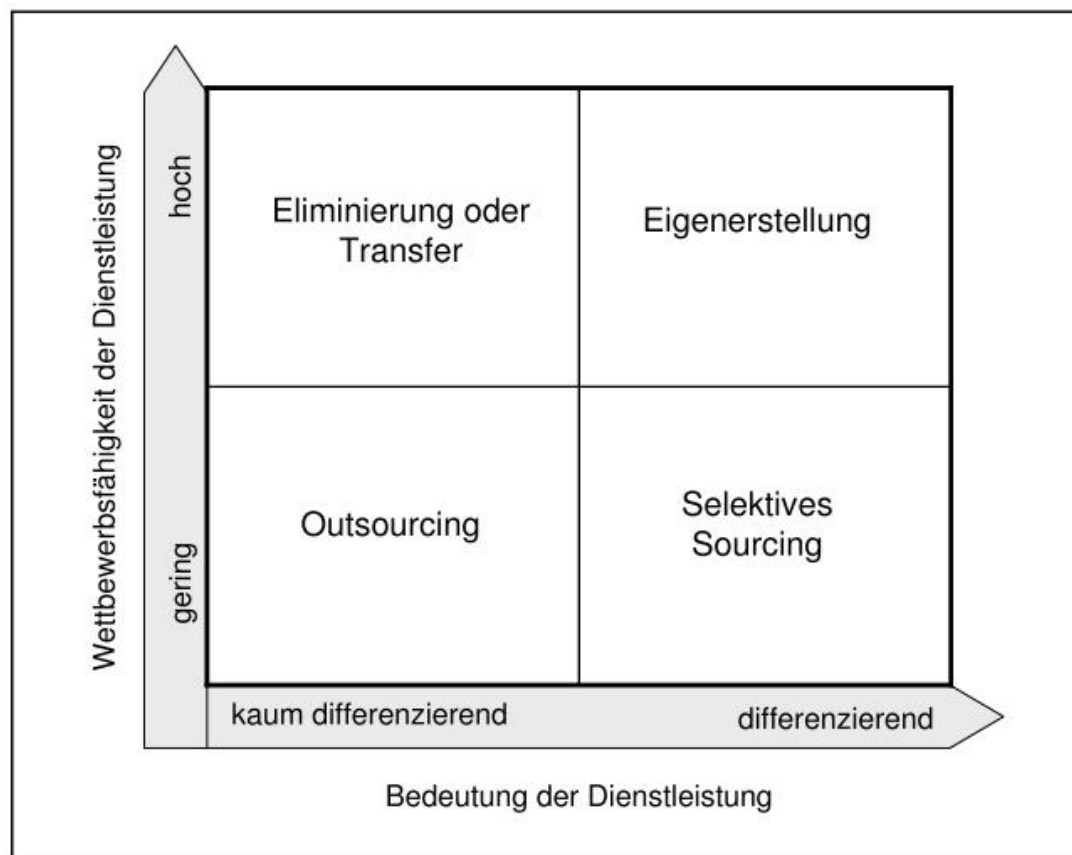 Wettbewerbsfähigkeit der Dienstleistung
hoch
gering
Eliminierung oder
Transfer
Eigenerstellung
Outsourcing
Selektives
Sourcing
kaum differenzierend
differenzierend
Bedeutung der Dienstleistung